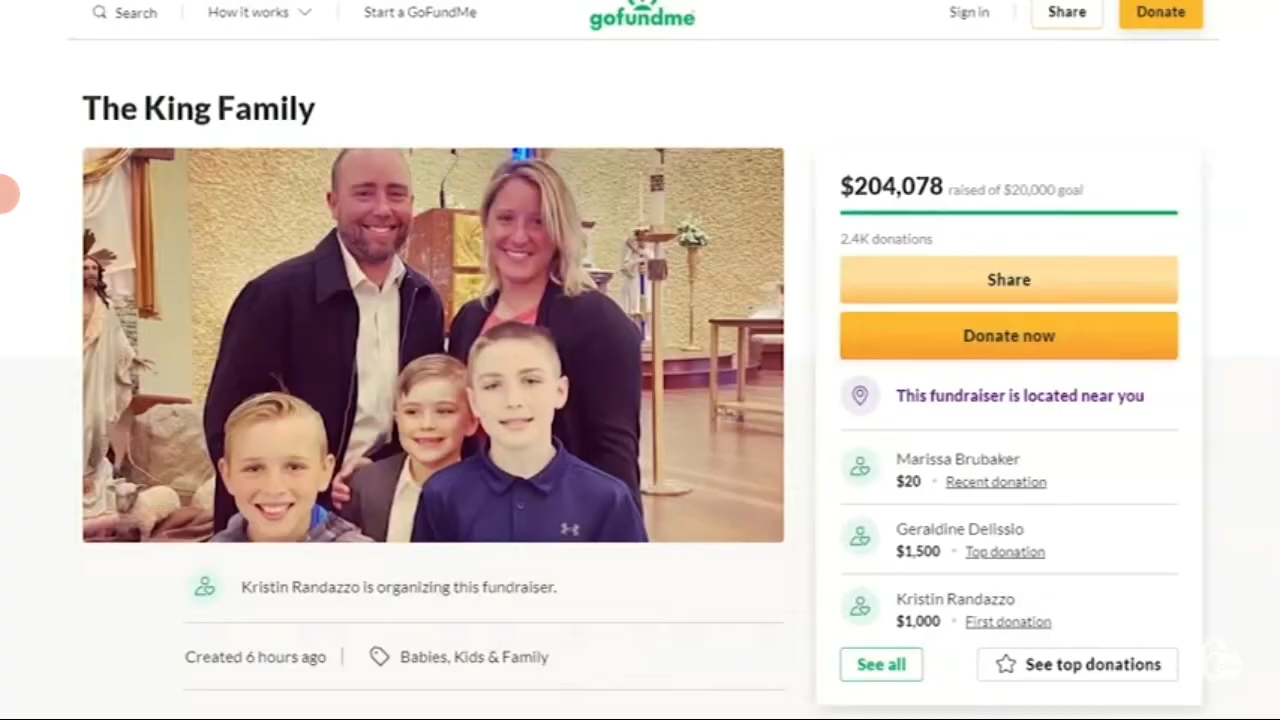 Search
How it works
Start a GoFundMe
gofundme
Sign in
Share
Donate
The King Family
$204,078 raised of $20,000 goal
2.4K donations
Share
Donate now
This fundraiser is located near you
Marissa Brubaker
$20 · Recent donation
Geraldine Delissio
$1,500 · Top donation
Kristin Randazzo
$1,000 · First donation
See all
See top donations
Kristin Randazzo is organizing this fundraiser.
Created 6 hours ago
Babies, Kids & Family